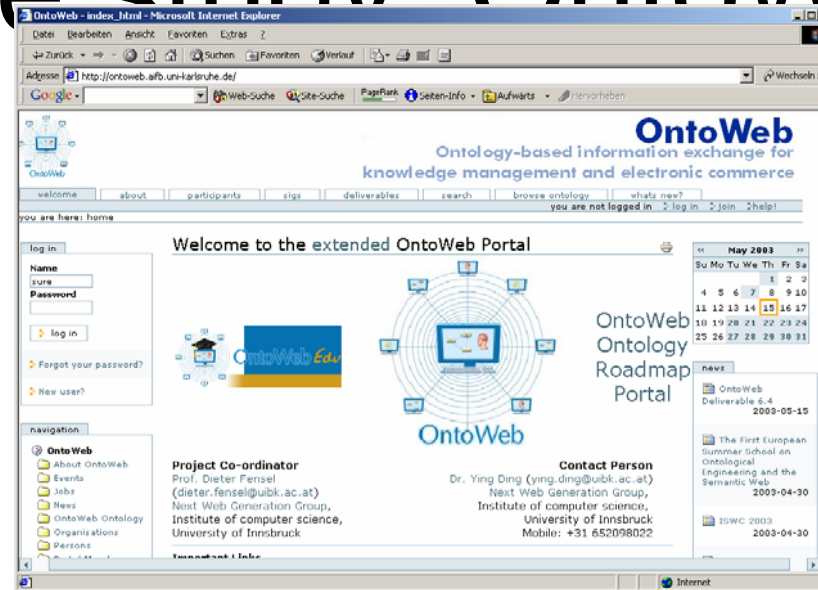 OntoWeb - index_html - Microsoft Internet Explorer
Datei Bearbeiten Ansicht Favoriten Extras ?
Zurück Suchen Favoriten Verlauf
Adresse http://ontoweb.aifb.uni-karlsruhe.de/ Wechseln
Google Web-Suche Site-Suche PageRank Seiten-Info Aufwärts Hervorheben
OntoWeb
Ontology-based information exchange for
knowledge management and electronic commerce
OntoWeb
welcome about participants sigs deliverables search browse ontology whats new?
you are not logged in log in join help!
you are here: home
log in
Name
sure
Password
log in
Forgot your password?
New user?
navigation
OntoWeb
About OntoWeb
Events
Jobs
News
OntoWeb Ontology
Organisations
Persons
Welcome to the extended OntoWeb Portal
OntoWeb Edu
OntoWeb
OntoWeb
Ontology
Roadmap
Portal
Project Co-ordinator
Prof. Dieter Fensel
(dieter.fensel@uibk.ac.at)
Next Web Generation Group,
Institute of computer science,
University of Innsbruck
Contact Person
Dr. Ying Ding (ying.ding@uibk.ac.at)
Next Web Generation Group,
Institute of computer science,
University of Innsbruck
Mobile: +31 652098022
Important Links
« May 2003 »
Su Mo Tu We Th Fr Sa
1 2 3
4 5 6 7 8 9 10
11 12 13 14 15 16 17
18 19 20 21 22 23 24
25 26 27 28 29 30 31
news
OntoWeb
Deliverable 6.4
2003-05-15
The First European
Summer School on
Ontological
Engineering and the
Semantic Web
2003-04-30
ISWC 2003
2003-04-30
Internet